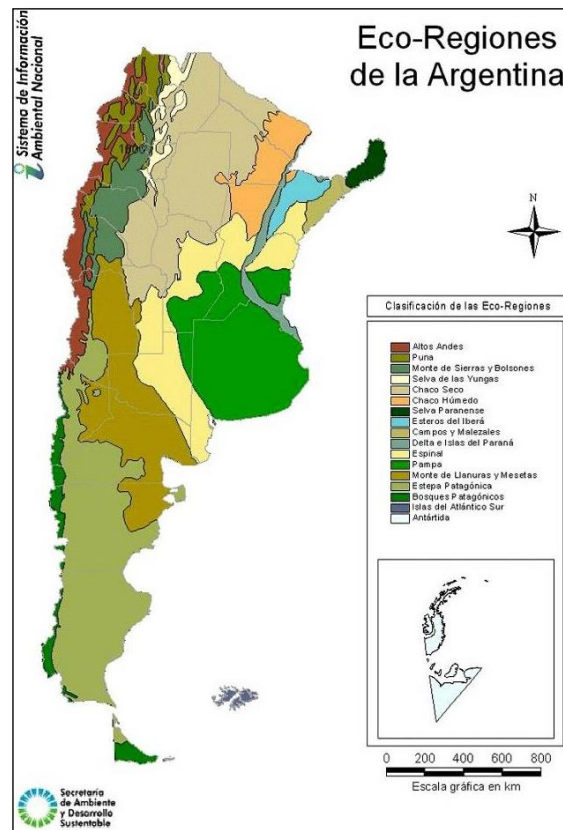 Sistema de Información
Ambiental Nacional
Eco-Regiones
de la Argentina
N
Clasificación de las Eco-Regiones
Altos Andes
Puna
Monte de Sierras y Bolsones
Selva de las Yungas
Chaco Seco
Chaco Húmedo
Selva Paranense
Esteros del Iberá
Campos y Malezales
Delta e Islas del Paraná
Espinal
Pampa
Monte de Llanuras y Mesetas
Estepa Patagónica
Bosques Patagónicos
Islas del Atlántico Sur
Antártida
0 200 400 600 800
Escala gráfica en km
Secretaría
de Ambiente
y Desarrollo
Sustentable